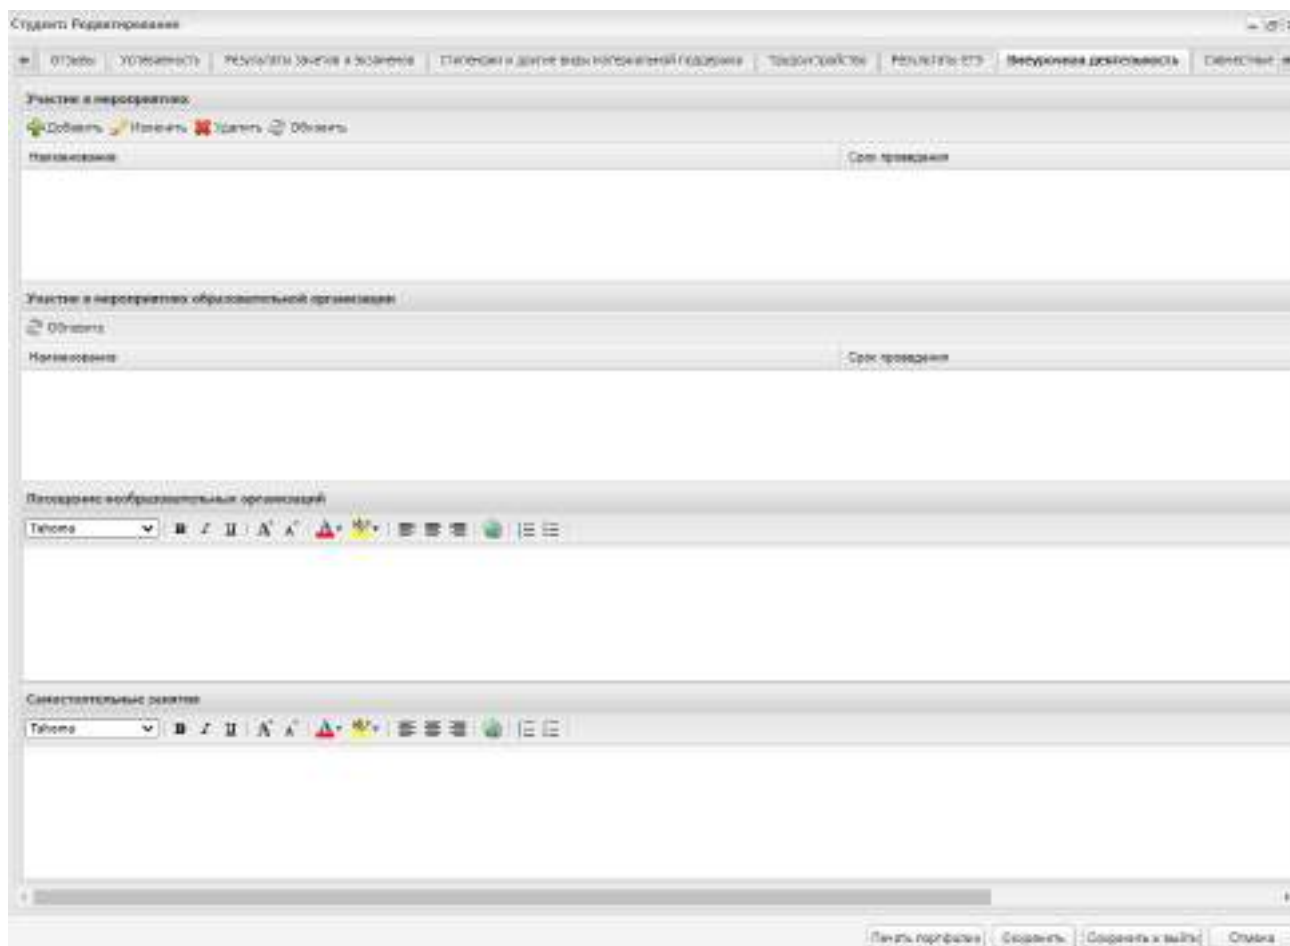 Студент: Редактирование
Отзывы Успеваемость Результаты зачетов и экзаменов Стипендии и другие виды материальной поддержки Трудоустройство Результаты ЕГЭ Внеурочная деятельность Совместные
Участие в мероприятиях
Добавить Изменить Удалить Обновить
Наименование Срок проведения
Участие в мероприятиях образовательной организации
Обновить
Наименование Срок проведения
Посещение необразовательных организаций
Tahoma B I U A A A
Самостоятельные занятия
Tahoma B I U A A A
Печать портфолио Сохранить Сохранить и выйти Отмена